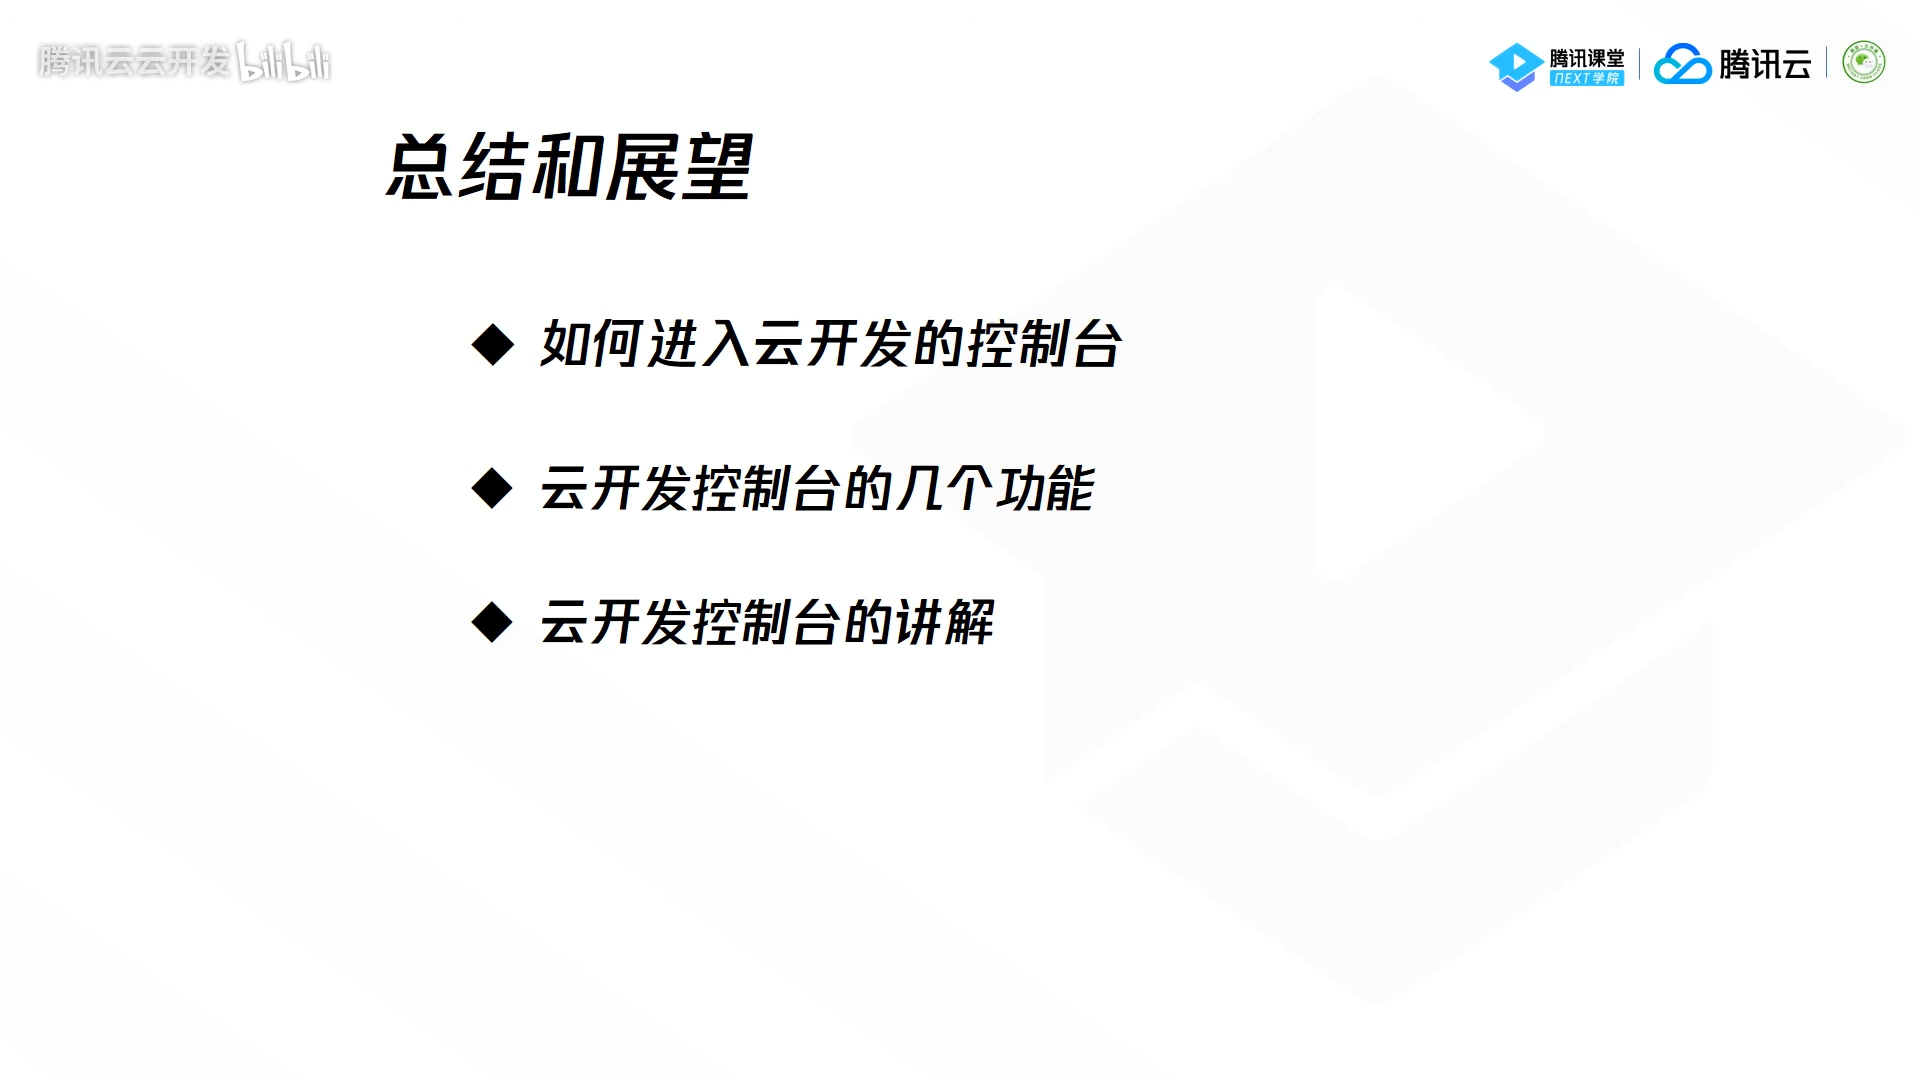 腾讯云云开发 bilibili
腾讯课堂
NEXT学院
腾讯云
总结和展望
◆ 如何进入云开发的控制台
◆ 云开发控制台的几个功能
◆ 云开发控制台的讲解